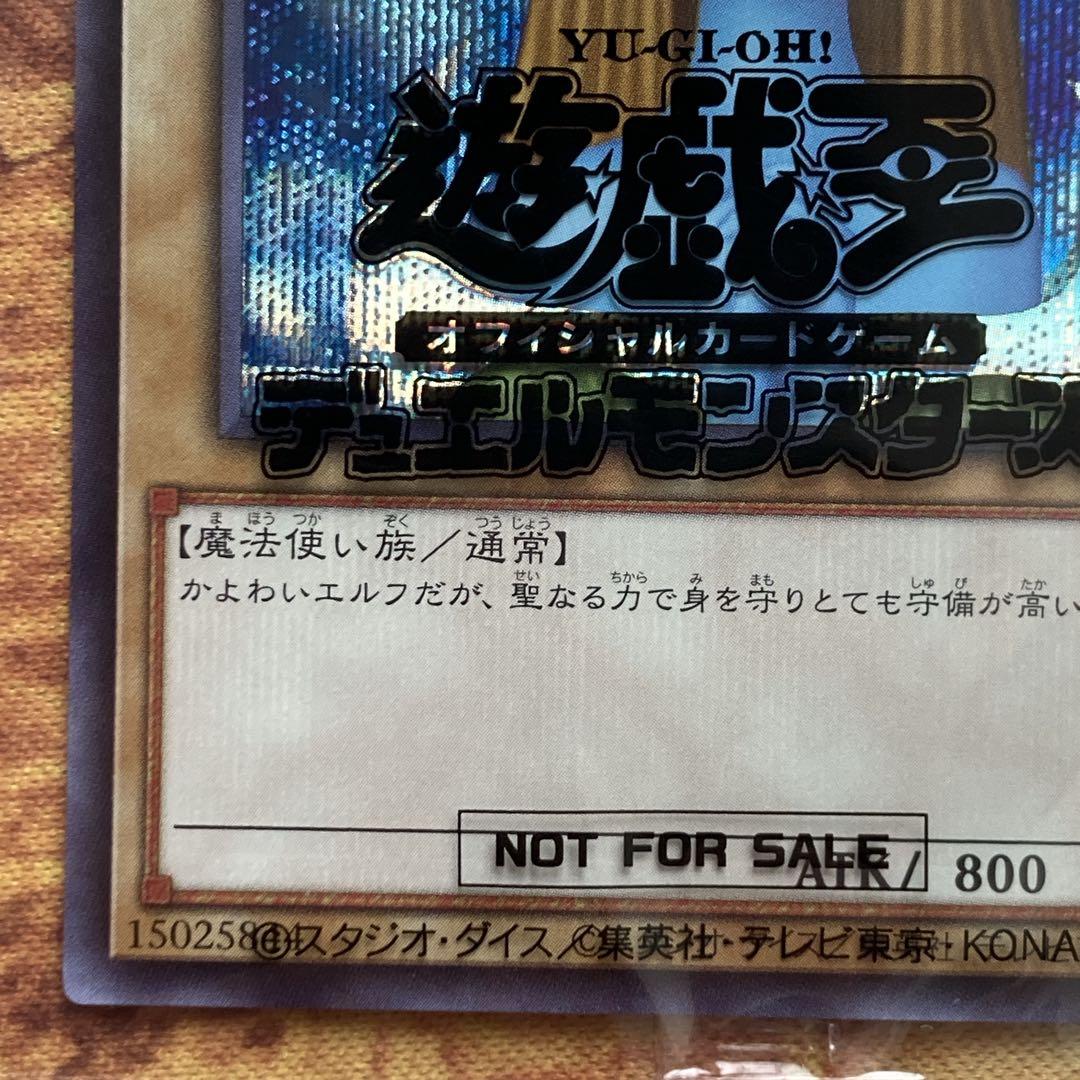 YU-GI-OH!
遊戯王
オフィシャルカードゲーム
デュエルモンスターズ
【魔法使い族/通常】
かよわいエルフだが、聖なる力で身を守りとても守備が高い
NOT FOR SALE
ATK/ 800
©スタジオ・ダイス/©集英社・テレビ東京・KONA